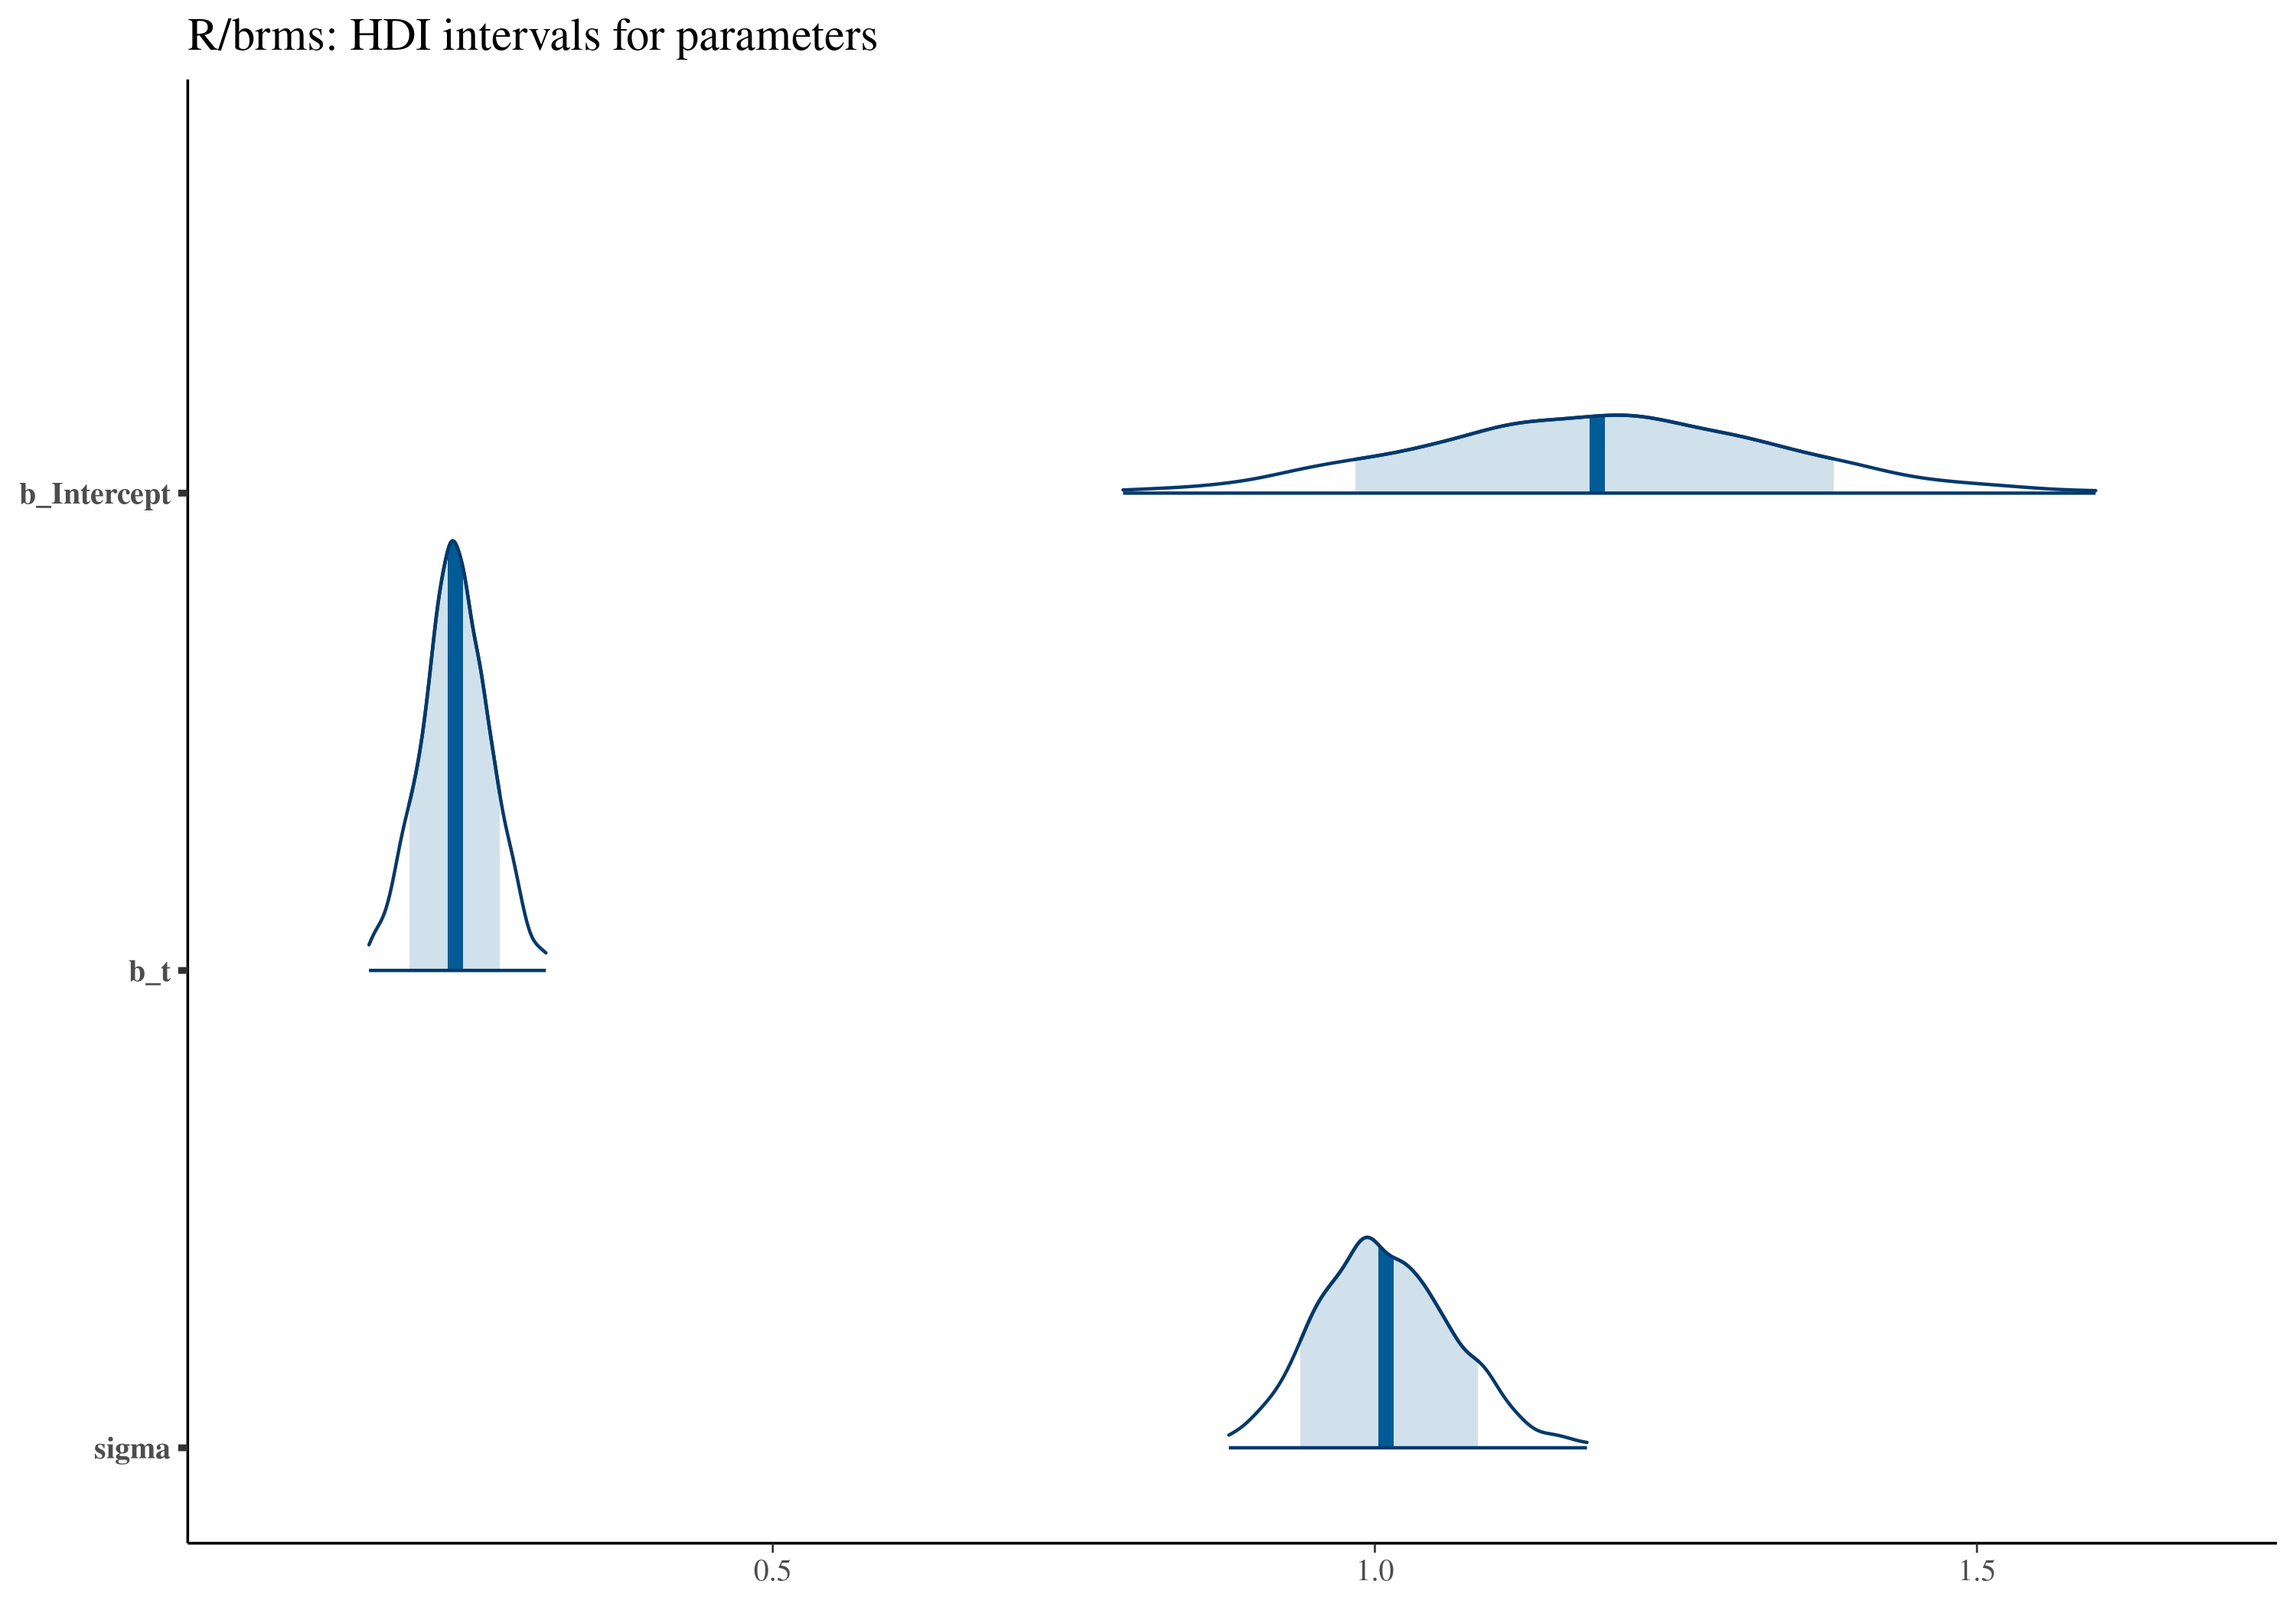 R/brms: HDI intervals for parameters
b_Intercept
b_t
sigma
0.5
1.0
1.5